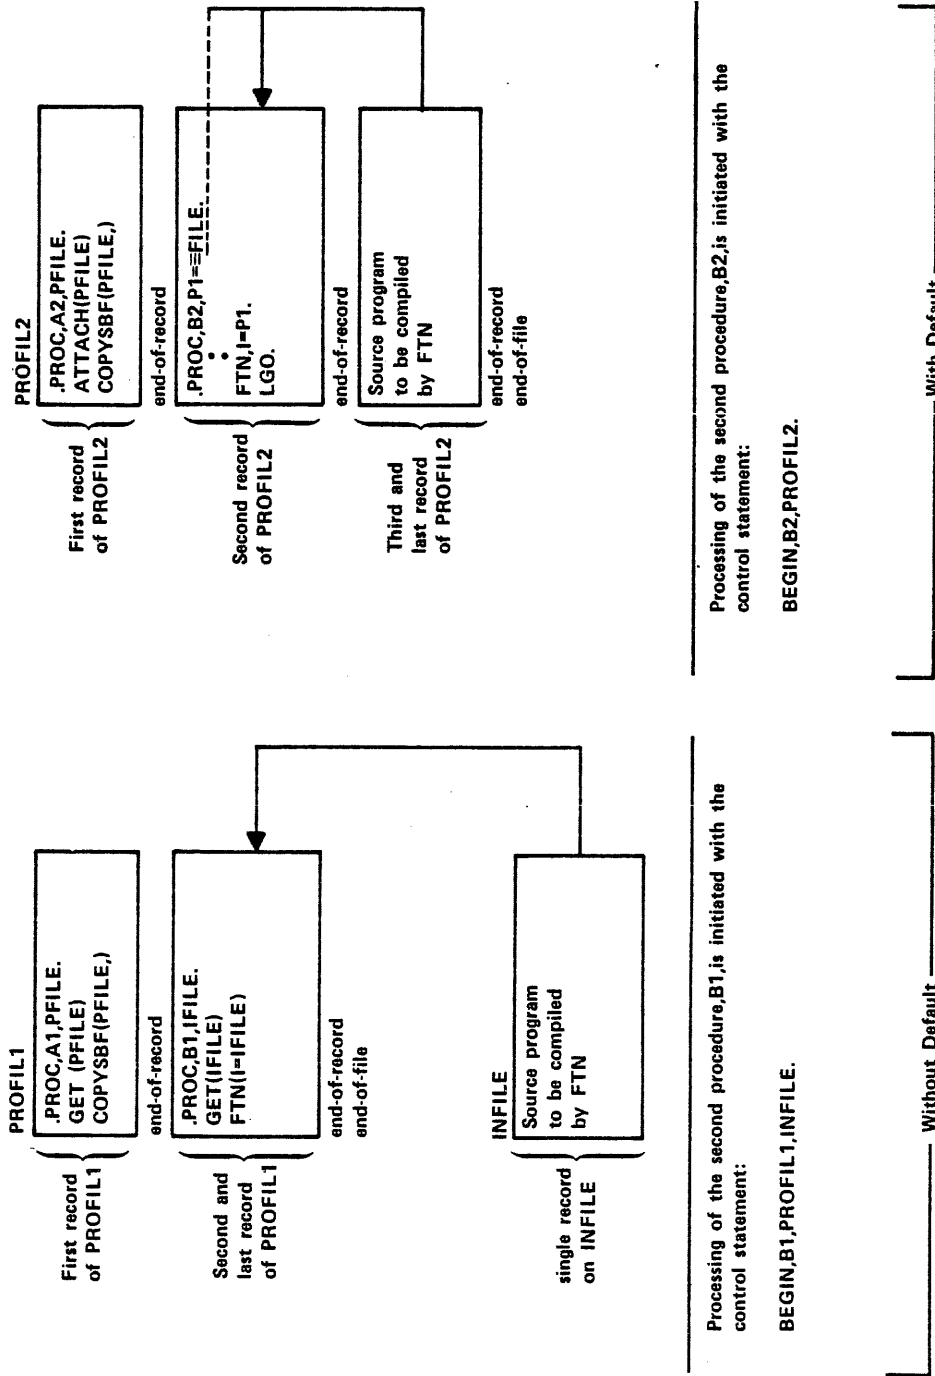 PROFIL1
First record
of PROFIL1
.PROC,A1,PFILE.
GET (PFILE)
COPYSBF(PFILE,)
end-of-record
Second and
last record
of PROFIL1
.PROC,B1,IFILE.
GET(IFILE)
FTN(I=IFILE)
end-of-record
end-of-file
INFILE
single record
on INFILE
Source program
to be compiled
by FTN
Processing of the second procedure,B1,is initiated with the
control statement:
BEGIN,B1,PROFIL1,INFILE.
Without Default
PROFIL2
First record
of PROFIL2
.PROC,A2,PFILE.
ATTACH(PFILE)
COPYSBF(PFILE,)
end-of-record
Second record
of PROFIL2
.PROC,B2,P1=≡FILE.
FTN,I=P1.
LGO.
end-of-record
Third and
last record
of PROFIL2
Source program
to be compiled
by FTN
end-of-record
end-of-file
Processing of the second procedure,B2,is initiated with the
control statement:
BEGIN,B2,PROFIL2.
With Default